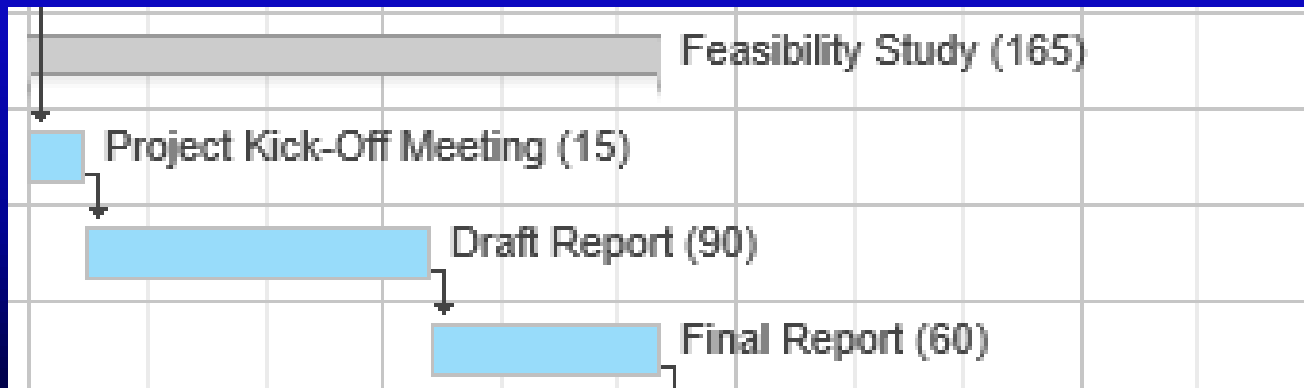 Feasibility Study (165)
Project Kick-Off Meeting (15)
Draft Report (90)
Final Report (60)